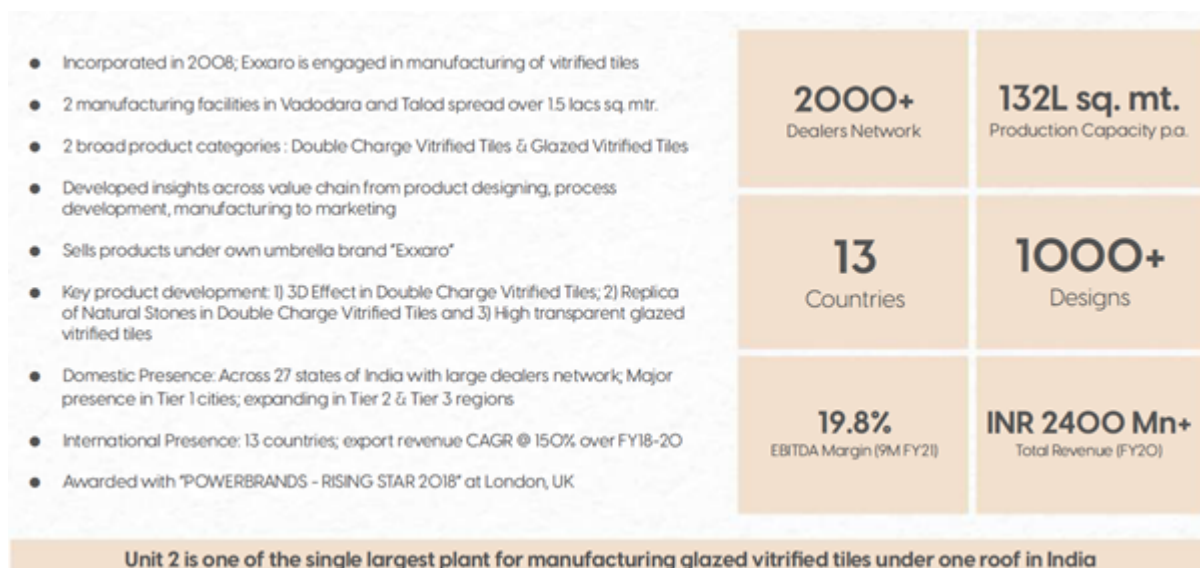 ● Incorporated in 2008; Exxaro is engaged in manufacturing of vitrified tiles
● 2 manufacturing facilities in Vadodara and Talod spread over 1.5 lacs sq. mtr.
● 2 broad product categories : Double Charge Vitrified Tiles & Glazed Vitrified Tiles
● Developed insights across value chain from product designing, process
development, manufacturing to marketing
● Sells products under own umbrella brand "Exxaro"
● Key product development: 1) 3D Effect in Double Charge Vitrified Tiles; 2) Replica
of Natural Stones in Double Charge Vitrified Tiles and 3) High transparent glazed
vitrified tiles
● Domestic Presence: Across 27 states of India with large dealers network; Major
presence in Tier 1 cities; expanding in Tier 2 & Tier 3 regions
● International Presence: 13 countries; export revenue CAGR @ 150% over FY18-20
● Awarded with "POWERBRANDS - RISING STAR 2018" at London, UK
2000+
Dealers Network
132L sq. mt.
Production Capacity p.a.
13
Countries
1000+
Designs
19.8%
EBITDA Margin (9M FY21)
INR 2400 Mn+
Total Revenue (FY20)
Unit 2 is one of the single largest plant for manufacturing glazed vitrified tiles under one roof in India